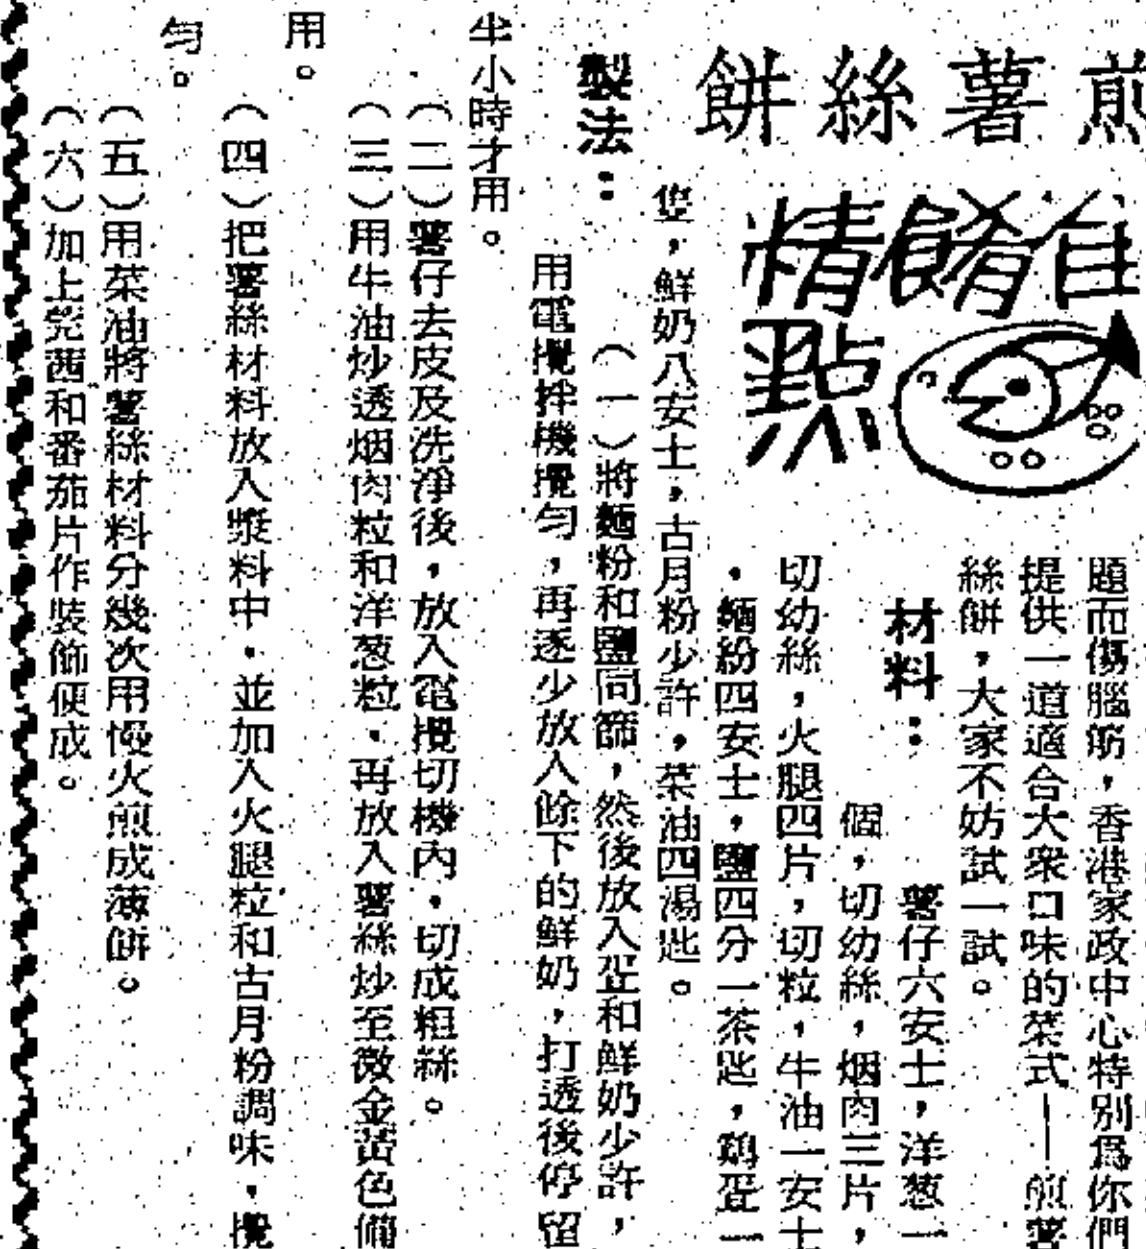 煎薯絲餅
佳餚精點
題而傷腦筋，香港家政中心特別爲你們
提供一道適合大衆口味的菜式——煎薯
絲餅，大家不妨試一試。
材料：
薯仔六安士，洋葱一
個，切幼絲，烟肉三片，
切幼絲，火腿四片，切粒，牛油一安士
，麵粉四安士，鹽四分一茶匙，鷄蛋一
隻，鮮奶八安士，古月粉少許，菜油四湯匙。
製法：
（一）將麵粉和鹽同篩，然後放入蛋和鮮奶少許，
用電攪拌機攪勻，再逐少放入餘下的鮮奶，打透後停留
半小時才用。
（二）薯仔去皮及洗淨後，放入電攪切機內，切成粗絲。
（三）用牛油炒透烟肉粒和洋葱粒，再放入薯絲炒至微金黃色備
用。
（四）把薯絲材料放入漿料中，並加入火腿粒和古月粉調味，攪
勻。
（五）用菜油將薯絲材料分幾次用慢火煎成薄餅。
（六）加上芫茜和番茄片作裝飾便成。